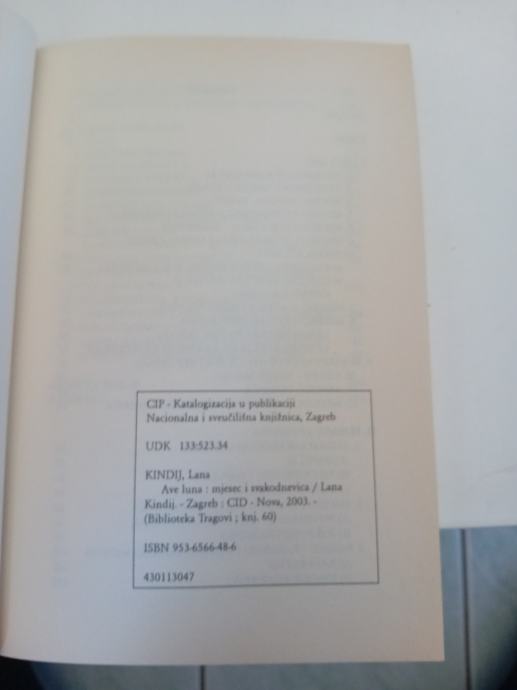 CIP - Katalogizacija u publikaciji
Nacionalna i sveučilišna knjižnica, Zagreb
UDK 133:523.34
KINDIJ, Lana
Ave luna : mjesec i svakodnevica / Lana
Kindij. - Zagreb : CID - Nova, 2003. -
(Biblioteka Tragovi ; knj. 60)
ISBN 953-6566-48-6
430113047